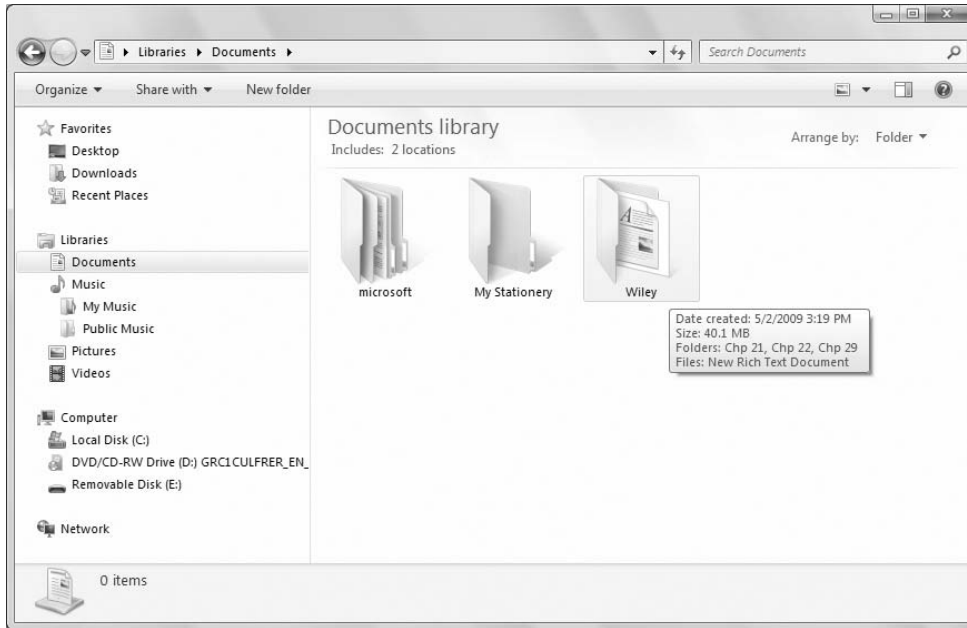 Libraries Documents
Search Documents
Organize Share with New folder
Favorites
Desktop
Downloads
Recent Places
Libraries
Documents
Music
My Music
Public Music
Pictures
Videos
Computer
Local Disk (C:)
DVD/CD-RW Drive (D:) GRC1CULFRER_EN_
Removable Disk (E:)
Network
Documents library
Includes: 2 locations
Arrange by: Folder
microsoft
My Stationery
Wiley
Date created: 5/2/2009 3:19 PM
Size: 40.1 MB
Folders: Chp 21, Chp 22, Chp 29
Files: New Rich Text Document
0 items